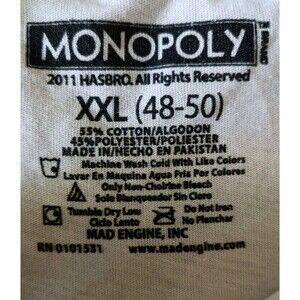 MONOPOLY
BRAND
2011 HASBRO. All Rights Reserved
XXL (48-50)
55% COTTON/ALGODON
45% POLYESTER/POLIESTER
MADE IN/HECHO EN PAKISTAN
Machine Wash Cold With Like Colors
Lavar En Maquina Agua Fria Por Colores
Only Non-Cholrine Bleach
Solo Blanqueador Sin Cloro
Tumble Dry Low
Ciclo Lento
Do Not Iron
No Planchar
MAD ENGINE, INC
RN 0101531
www.madengine.com